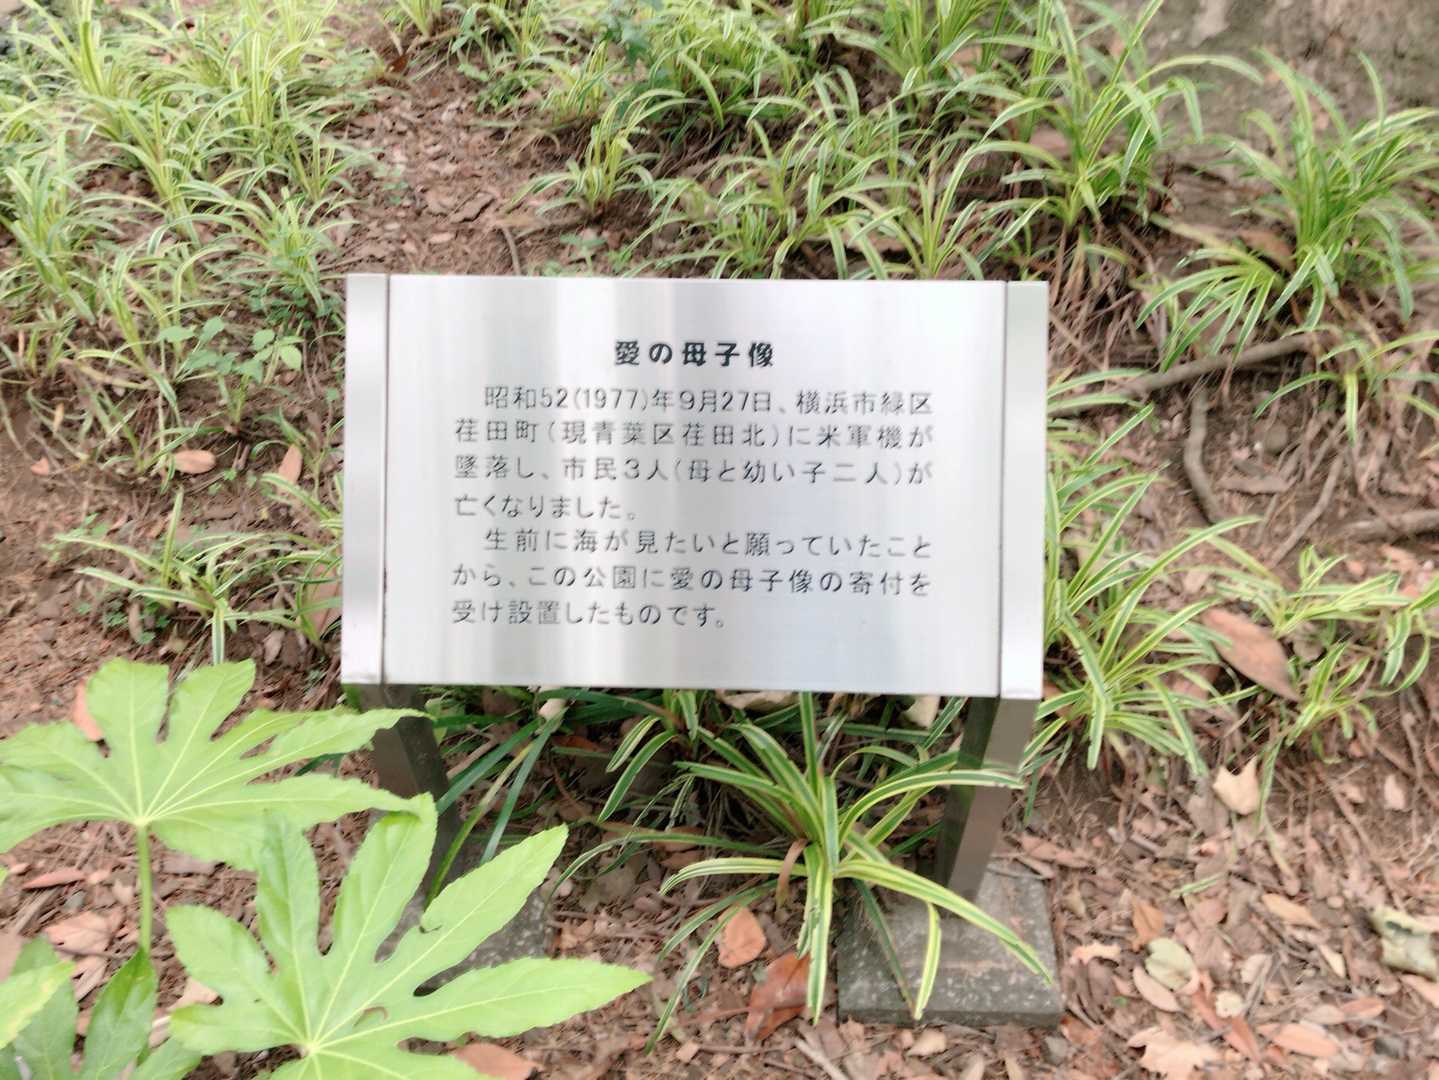 愛の母子像
昭和52(1977)年9月27日、横浜市緑区
荏田町(現青葉区荏田北)に米軍機が
墜落し、市民3人(母と幼い子二人)が
亡くなりました。
生前に海が見たいと願っていたこと
から、この公園に愛の母子像の寄付を
受け設置したものです。